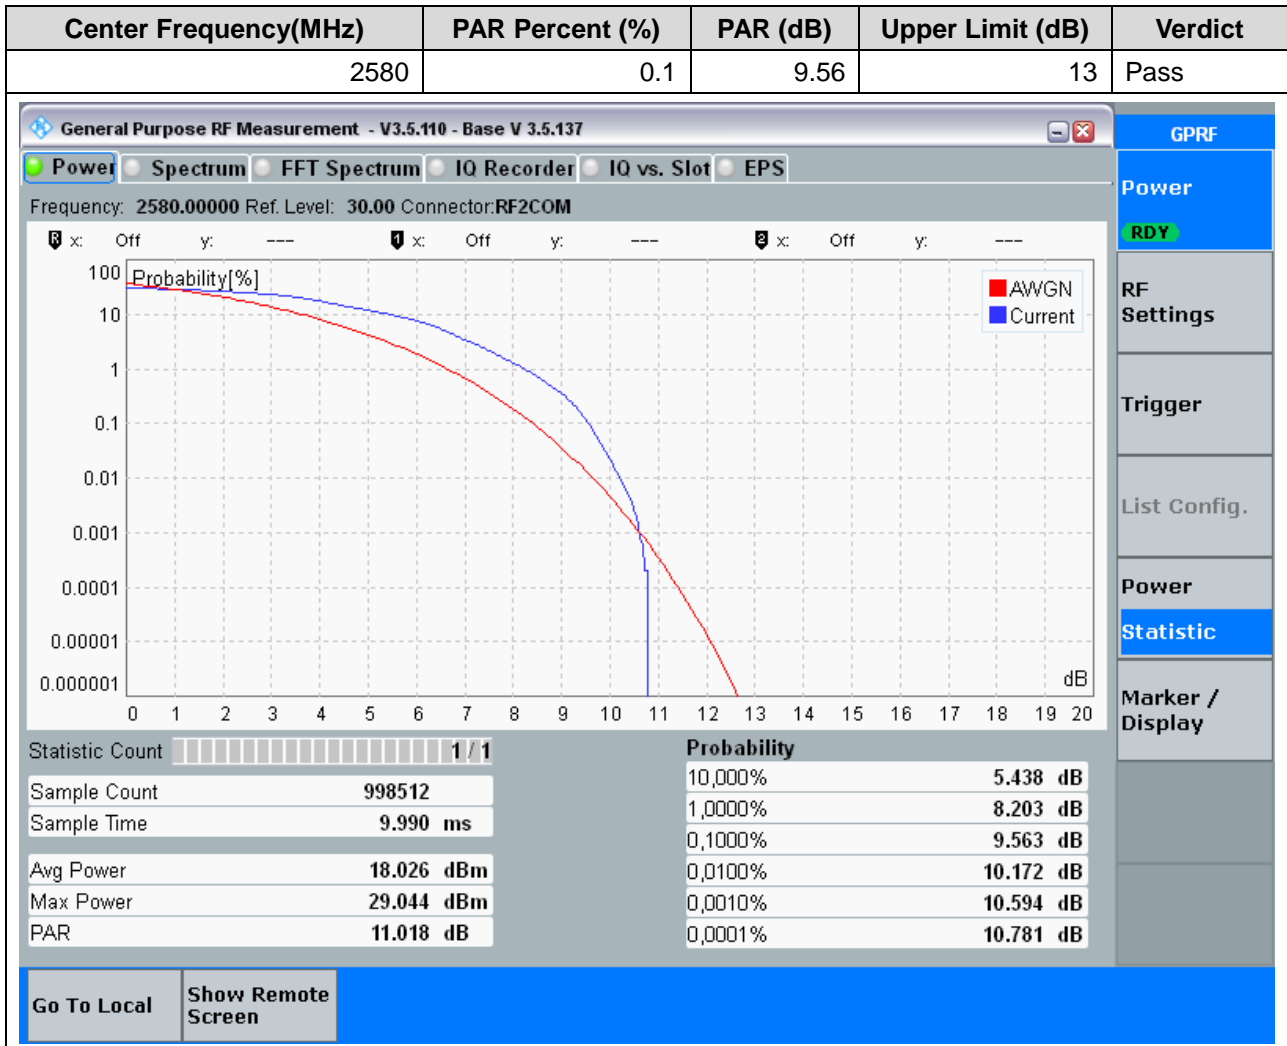 Center Frequency(MHz) PAR Percent (%) PAR (dB) Upper Limit (dB) Verdict
2580 0.1 9.56 13 Pass
General Purpose RF Measurement - V3.5.110 - Base V 3.5.137
GPRF
Power Spectrum FFT Spectrum IQ Recorder IQ vs. Slot EPS
Power
RDY
Frequency: 2580.00000 Ref. Level: 30.00 Connector:RF2COM
R x: Off y: --- 1 x: Off y: --- 2 x: Off y: ---
Probability[%]
AWGN
Current
100
10
1
0.1
0.01
0.001
0.0001
0.00001
0.000001
dB
0 1 2 3 4 5 6 7 8 9 10 11 12 13 14 15 16 17 18 19 20
RF
Settings
Trigger
List Config.
Power
Statistic
Marker /
Display
Statistic Count 1 / 1
Sample Count 998512
Sample Time 9.990 ms
Avg Power 18.026 dBm
Max Power 29.044 dBm
PAR 11.018 dB
Probability
10,000% 5.438 dB
1,0000% 8.203 dB
0,1000% 9.563 dB
0,0100% 10.172 dB
0,0010% 10.594 dB
0,0001% 10.781 dB
Go To Local
Show Remote
Screen